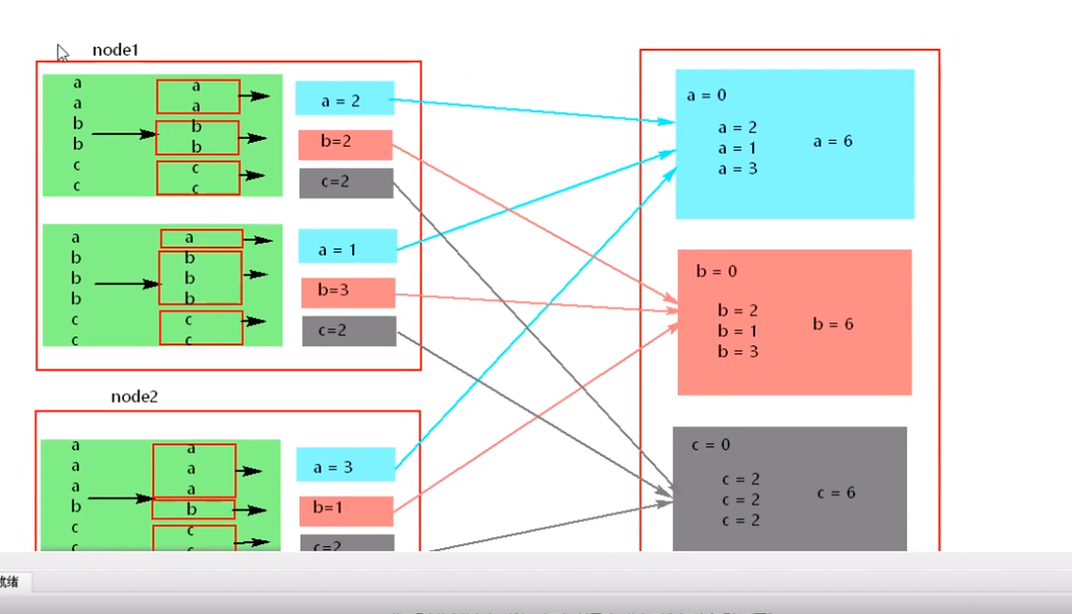 node1
a
a
b
b
c
c
a
a
b
b
c
c
a = 2
b=2
c=2
a
b
b
b
c
c
a
b
b
b
c
c
a = 1
b=3
c=2
node2
a
a
a
b
c
c
a
a
a
b
c
c
a = 3
b=1
c=2
a = 0
a = 2
a = 1
a = 3
a = 6
b = 0
b = 2
b = 1
b = 3
b = 6
c = 0
c = 2
c = 2
c = 2
c = 6
就绪